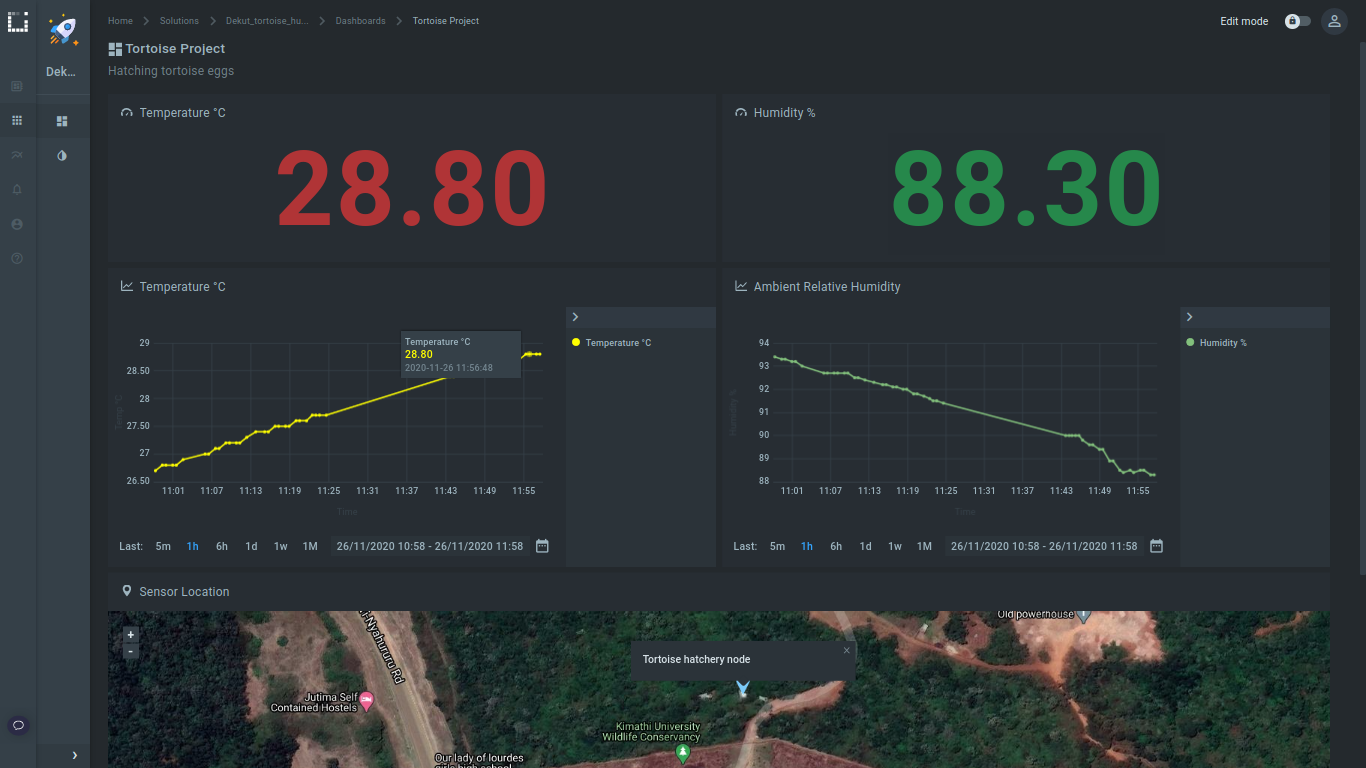 Home
Solutions
Dekut_tortoise_hu...
Dashboards
Tortoise Project
Edit mode
Tortoise Project
Dek...
Hatching tortoise eggs
Temperature °C
28.80
Humidity %
88.30
Temperature °C
Temperature °C
29
28.50
28
27.50
27
26.50
Temperature °C
28.80
2020-11-26 11:56:48
11:01 11:07 11:13 11:19 11:25 11:31 11:37 11:43 11:49 11:55
Time
Last: 5m 1h 6h 1d 1w 1M 26/11/2020 10:58 - 26/11/2020 11:58
Ambient Relative Humidity
Humidity %
94
93
92
91
90
89
88
Humidity %
11:01 11:07 11:13 11:19 11:25 11:31 11:37 11:43 11:49 11:55
Time
Last: 5m 1h 6h 1d 1w 1M 26/11/2020 10:58 - 26/11/2020 11:58
Sensor Location
+
-
Nyahururu Rd
Old powerhouse
Tortoise hatchery node
×
Jutima Self
Contained Hostels
Kimathi University
Wildlife Conservancy
Our lady of lourdes